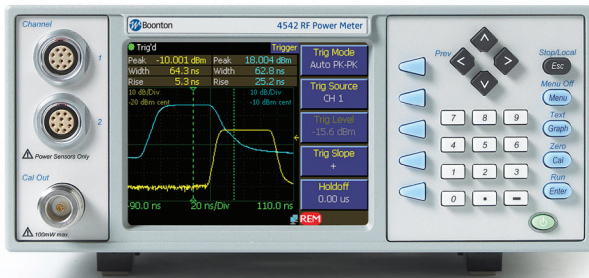 Channel
Boonton
4542 RF Power Meter
1
2
Power Sensors Only
Cal Out
100mW max.
Trig'd
Trigger
Peak -10.001 dBm Peak 18.004 dBm
Width 64.3 ns Width 62.8 ns
Rise 5.3 ns Rise 25.2 ns
10 dB/Div 10 dB/Div
-20 dBm cent -10 dBm cent
-90.0 ns 20 ns/Div 110.0 ns
REM
Trig Mode
Auto PK-PK
Trig Source
CH 1
Trig Level
-15.6 dBm
Trig Slope
+
Holdoff
0.00 us
Prev
Stop/Local
Esc
Menu Off
Menu
Text
Graph
Zero
Cal
Run
Enter
7 8 9
4 5 6
1 2 3
0 • −